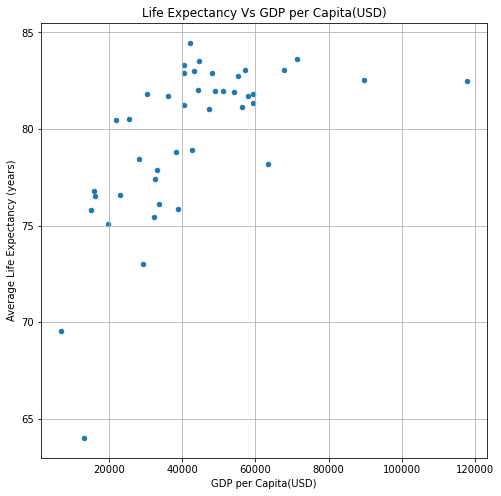 Life Expectancy Vs GDP per Capita(USD)
85
80
75
70
65
Average Life Expectancy (years)
20000 40000 60000 80000 100000 120000
GDP per Capita(USD)